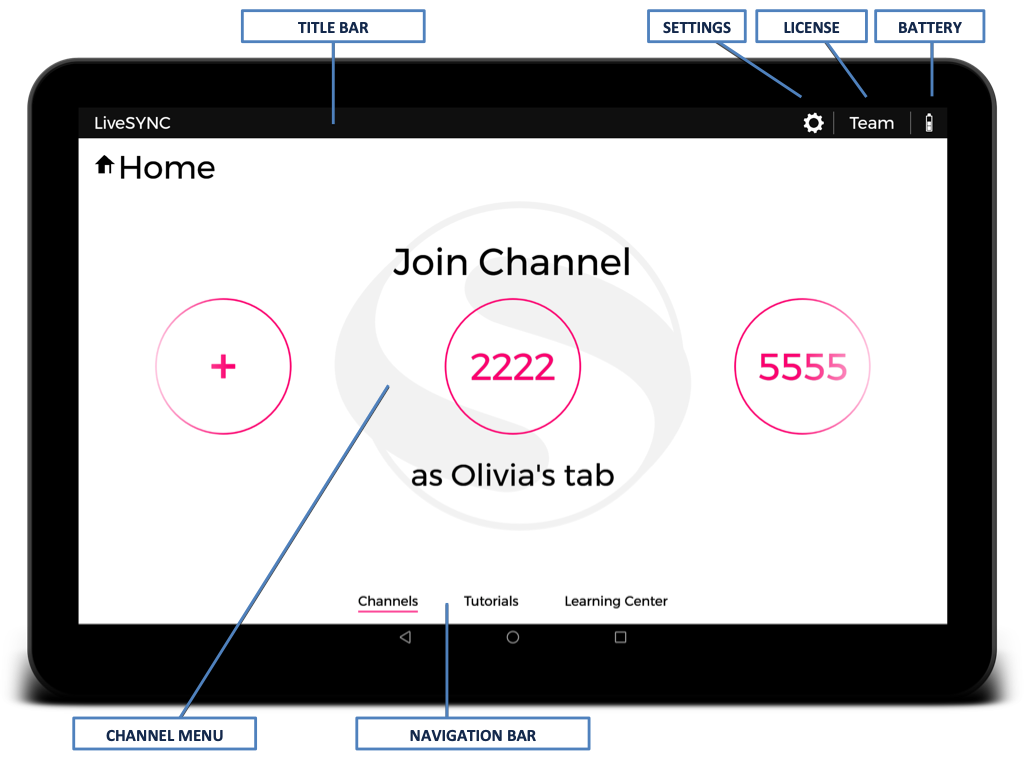 TITLE BAR
SETTINGS
LICENSE
BATTERY
LiveSYNC
Team
Home
Join Channel
+
2222
5555
as Olivia's tab
Channels
Tutorials
Learning Center
CHANNEL MENU
NAVIGATION BAR